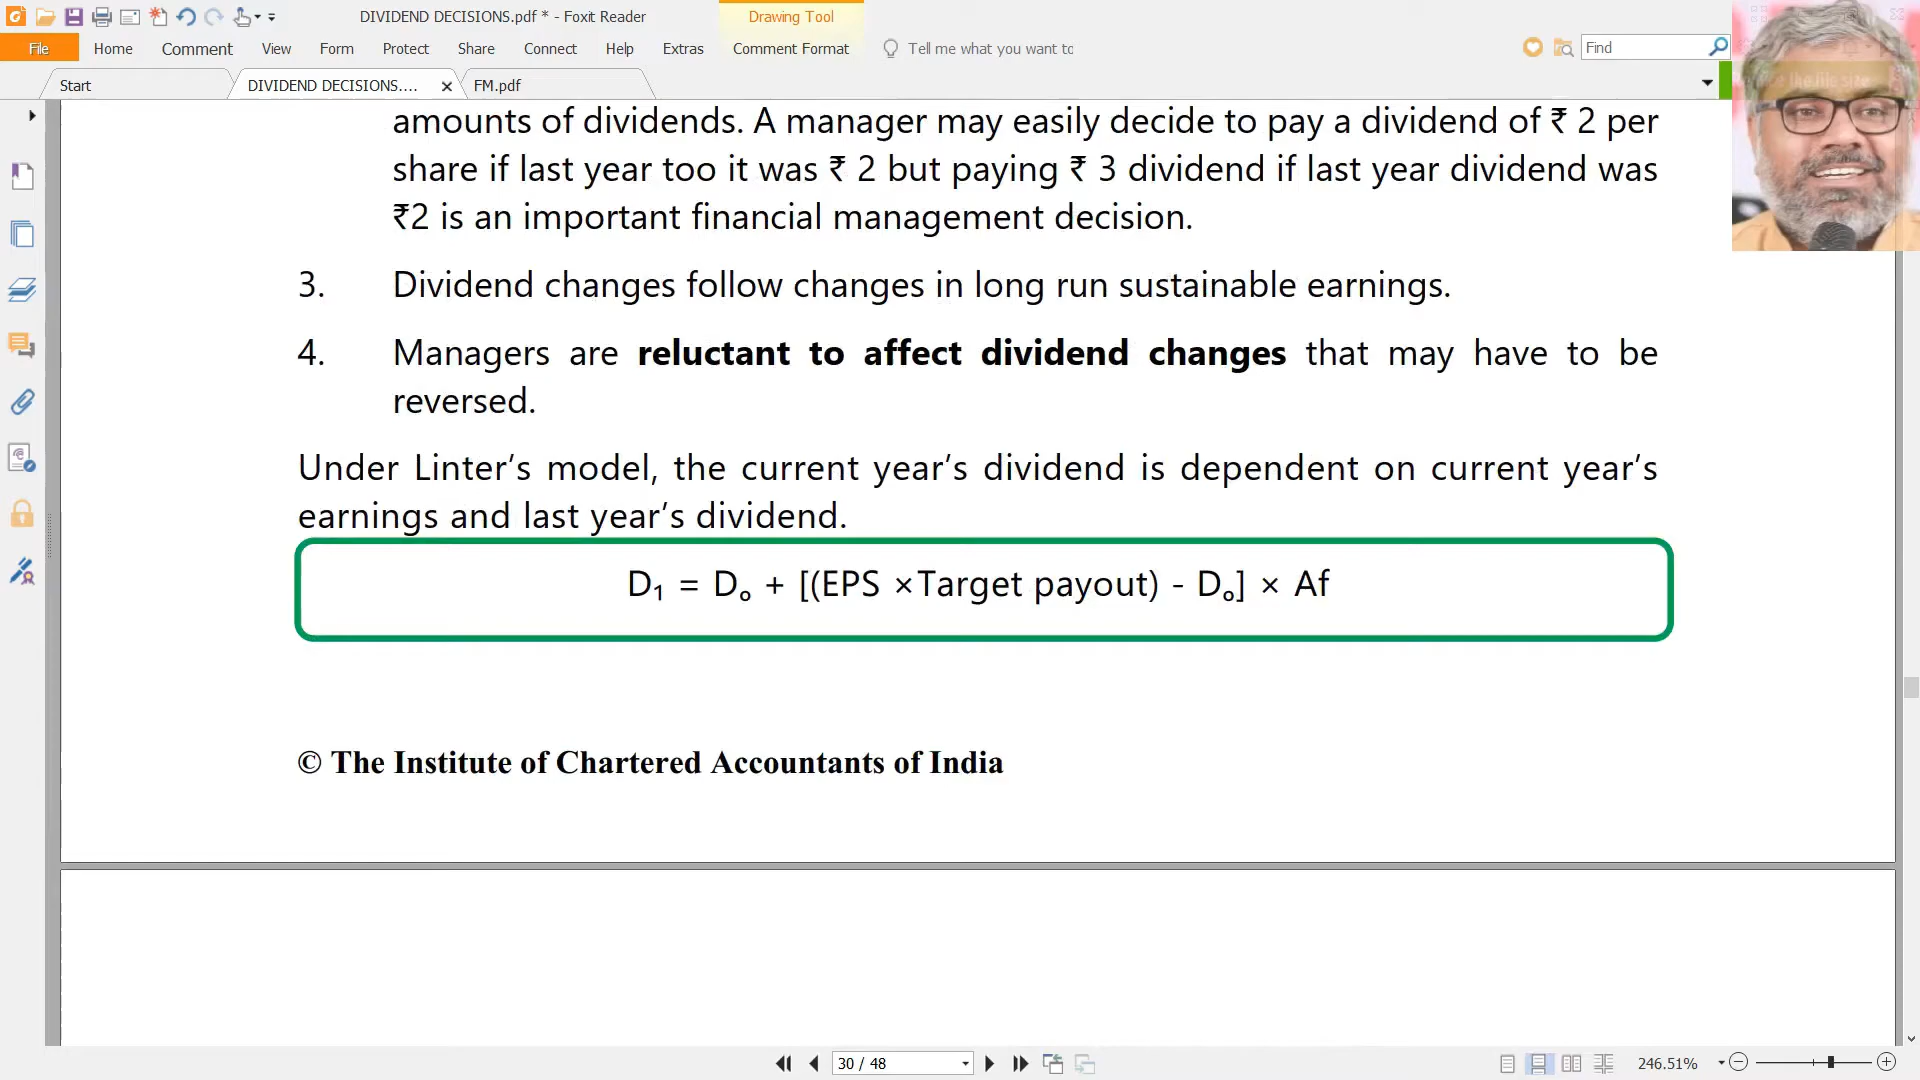 DIVIDEND DECISIONS.pdf * - Foxit Reader
Drawing Tool
File Home Comment View Form Protect Share Connect Help Extras Comment Format Tell me what you want to Find
Start DIVIDEND DECISIONS.... FM.pdf
the file size
amounts of dividends. A manager may easily decide to pay a dividend of ₹ 2 per
share if last year too it was ₹ 2 but paying ₹ 3 dividend if last year dividend was
₹2 is an important financial management decision.
3. Dividend changes follow changes in long run sustainable earnings.
4. Managers are reluctant to affect dividend changes that may have to be
reversed.
Under Linter’s model, the current year’s dividend is dependent on current year’s
earnings and last year’s dividend.
D₁ = Dₒ + [(EPS ×Target payout) - Dₒ] × Af
© The Institute of Chartered Accountants of India
30 / 48
246.51%